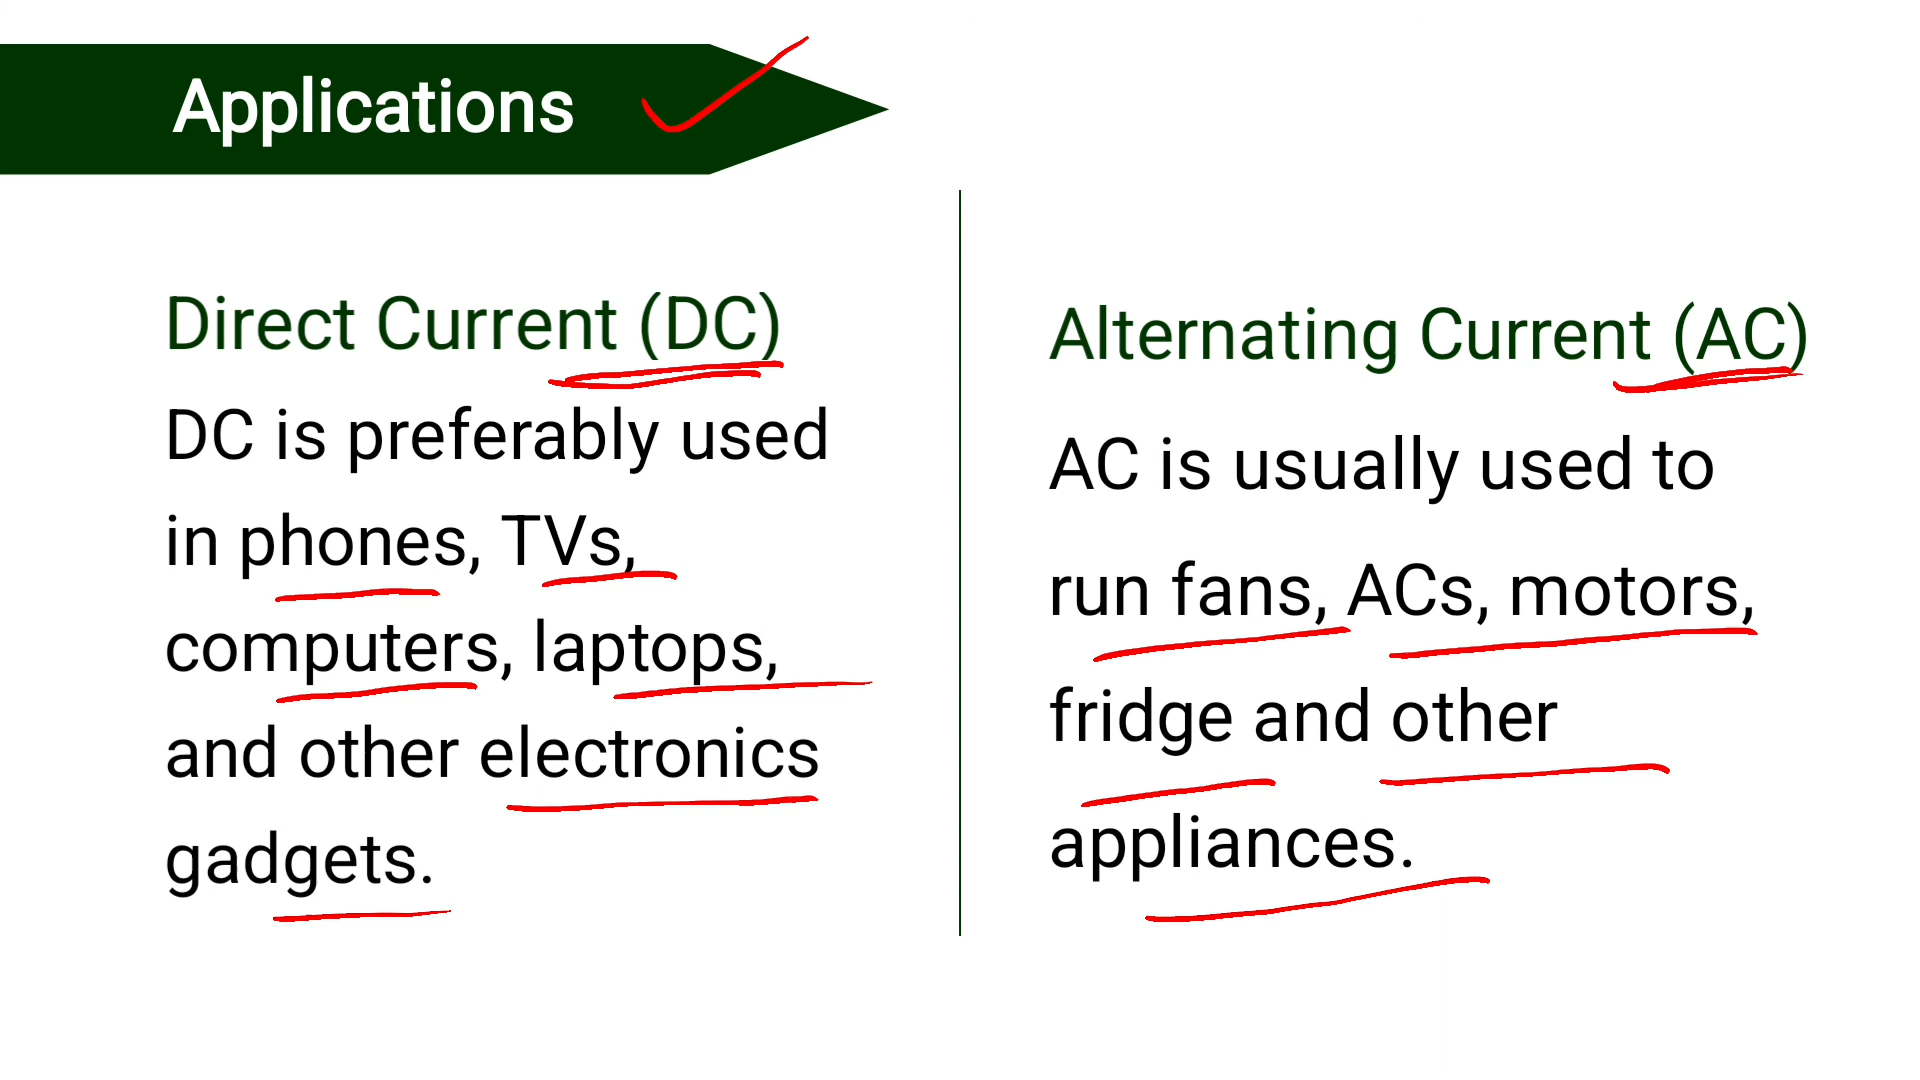 Applications
Direct Current (DC)
DC is preferably used
in phones, TVs,
computers, laptops,
and other electronics
gadgets.
Alternating Current (AC)
AC is usually used to
run fans, ACs, motors,
fridge and other
appliances.